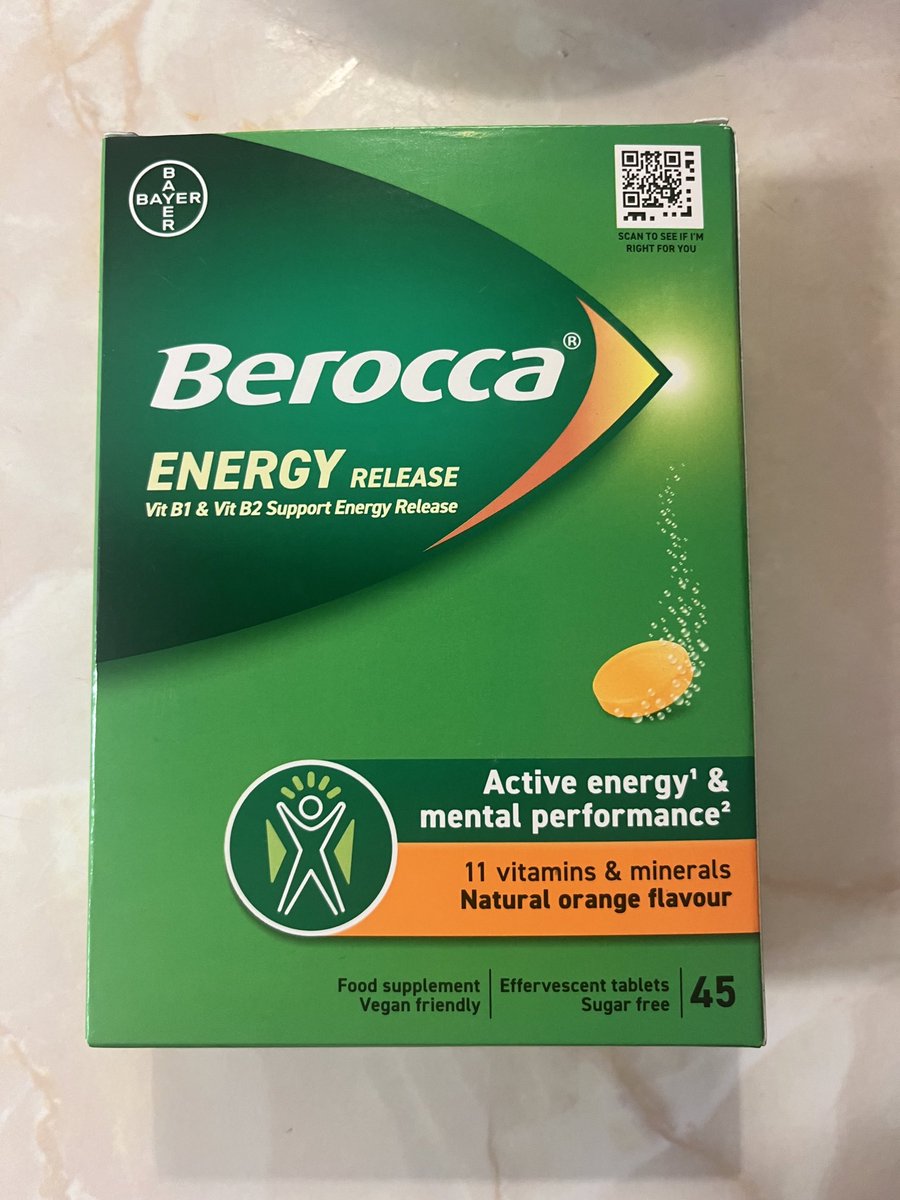 BAYER
BAYER
SCAN TO SEE IF I'M
RIGHT FOR YOU
Berocca®
ENERGY RELEASE
Vit B1 & Vit B2 Support Energy Release
Active energy¹ &
mental performance²
11 vitamins & minerals
Natural orange flavour
Food supplement
Vegan friendly
Effervescent tablets
Sugar free
45